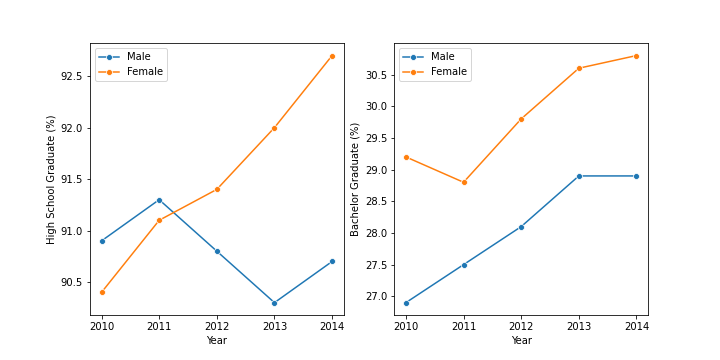 High School Graduate (%)
92.5
92.0
91.5
91.0
90.5
Male
Female
2010 2011 2012 2013 2014
Year
Bachelor Graduate (%)
30.5
30.0
29.5
29.0
28.5
28.0
27.5
27.0
Male
Female
2010 2011 2012 2013 2014
Year